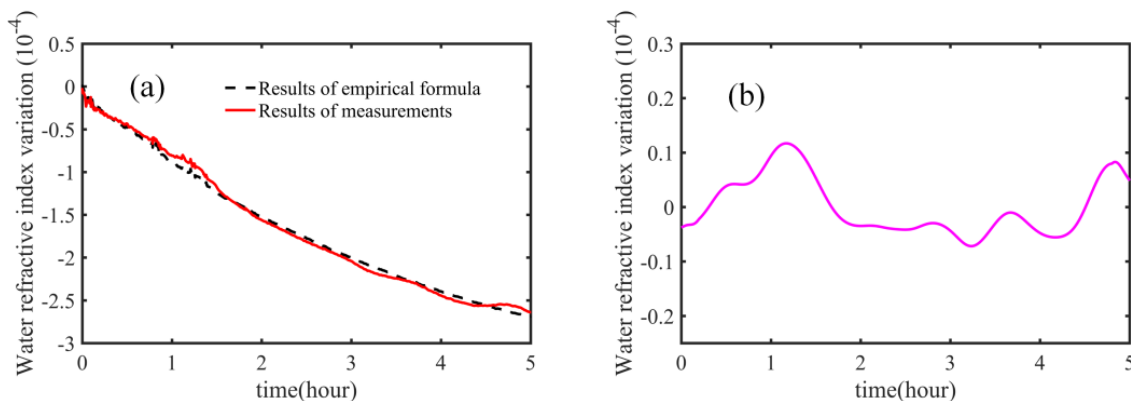 Water refractive index variation (10-4)
0.5
0
-0.5
-1
-1.5
-2
-2.5
-3
(a)
Results of empirical formula
Results of measurements
0 1 2 3 4 5
time(hour)
Water refractive index variation (10-4)
0.3
0.2
0.1
0
-0.1
-0.2
(b)
0 1 2 3 4 5
time(hour)